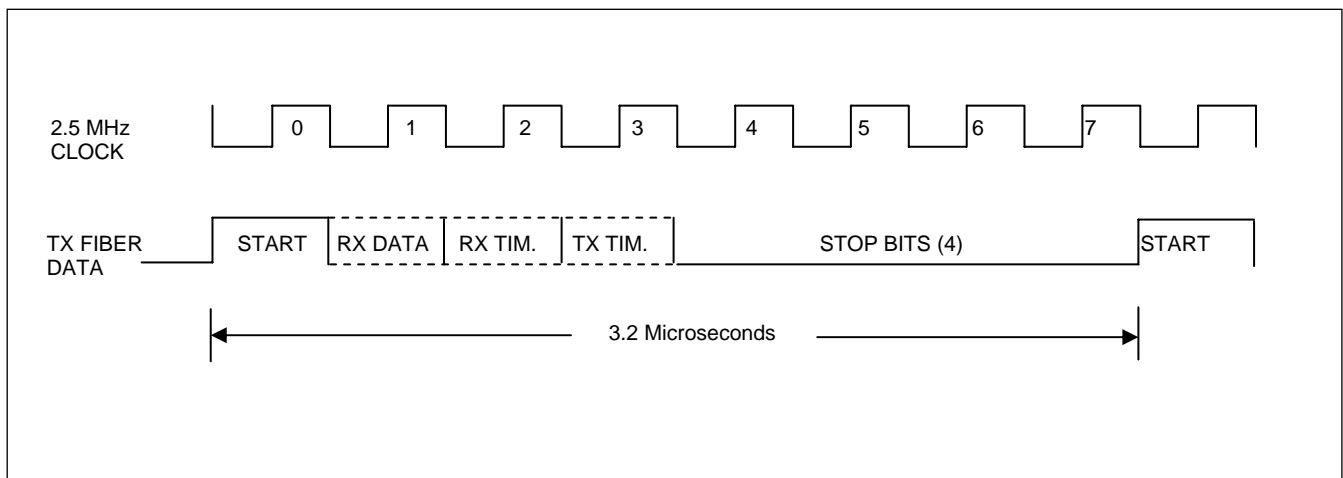 2.5 MHz
CLOCK
0 1 2 3 4 5 6 7
TX FIBER
DATA
START RX DATA RX TIM. TX TIM. STOP BITS (4) START
3.2 Microseconds